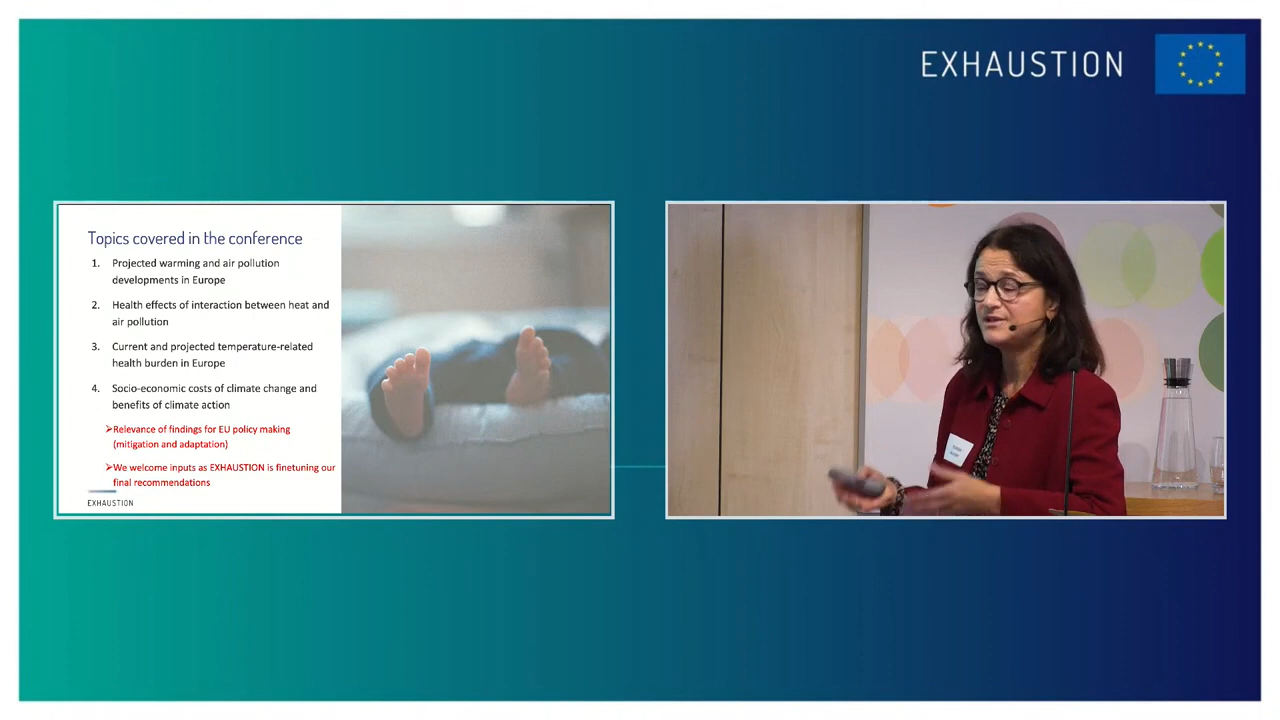 EXHAUSTION
Topics covered in the conference
1. Projected warming and air pollution
developments in Europe
2. Health effects of interaction between heat and
air pollution
3. Current and projected temperature-related
health burden in Europe
4. Socio-economic costs of climate change and
benefits of climate action
➢Relevance of findings for EU policy making
(mitigation and adaptation)
➢We welcome inputs as EXHAUSTION is finetuning our
final recommendations
EXHAUSTION